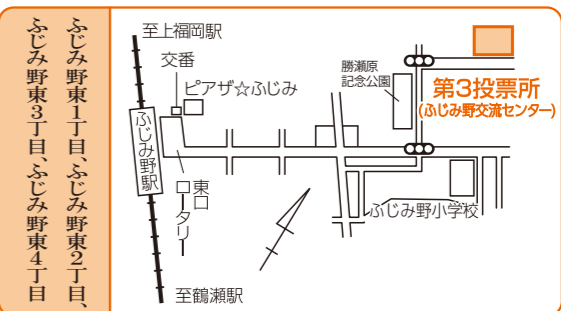 ふじみ野東1丁目、ふじみ野東2丁目、
ふじみ野東3丁目、ふじみ野東4丁目
至上福岡駅
交番
ピアザ☆ふじみ
勝瀬原
記念公園
第3投票所
(ふじみ野交流センター)
ふじみ野駅
東口
ロータリー
ふじみ野小学校
至鶴瀬駅